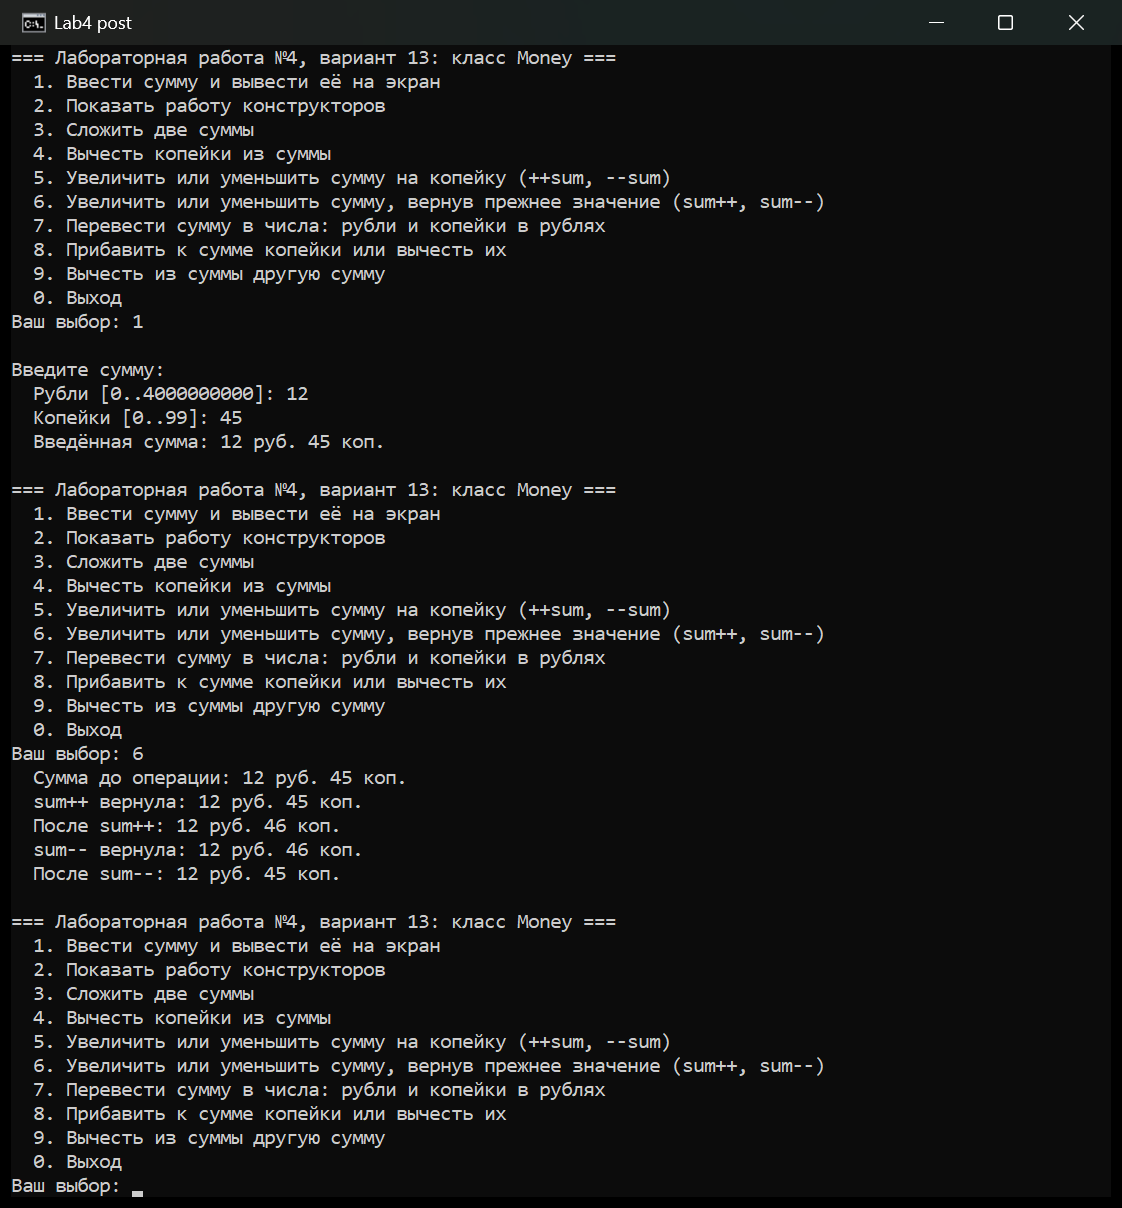 Lab4 post
=== Лабораторная работа №4, вариант 13: класс Money ===
1. Ввести сумму и вывести её на экран
2. Показать работу конструкторов
3. Сложить две суммы
4. Вычесть копейки из суммы
5. Увеличить или уменьшить сумму на копейку (++sum, --sum)
6. Увеличить или уменьшить сумму, вернув прежнее значение (sum++, sum--)
7. Перевести сумму в числа: рубли и копейки в рублях
8. Прибавить к сумме копейки или вычесть их
9. Вычесть из суммы другую сумму
0. Выход
Ваш выбор: 1
Введите сумму:
Рубли [0..4000000000]: 12
Копейки [0..99]: 45
Введённая сумма: 12 руб. 45 коп.
=== Лабораторная работа №4, вариант 13: класс Money ===
1. Ввести сумму и вывести её на экран
2. Показать работу конструкторов
3. Сложить две суммы
4. Вычесть копейки из суммы
5. Увеличить или уменьшить сумму на копейку (++sum, --sum)
6. Увеличить или уменьшить сумму, вернув прежнее значение (sum++, sum--)
7. Перевести сумму в числа: рубли и копейки в рублях
8. Прибавить к сумме копейки или вычесть их
9. Вычесть из суммы другую сумму
0. Выход
Ваш выбор: 6
Сумма до операции: 12 руб. 45 коп.
sum++ вернула: 12 руб. 45 коп.
После sum++: 12 руб. 46 коп.
sum-- вернула: 12 руб. 46 коп.
После sum--: 12 руб. 45 коп.
=== Лабораторная работа №4, вариант 13: класс Money ===
1. Ввести сумму и вывести её на экран
2. Показать работу конструкторов
3. Сложить две суммы
4. Вычесть копейки из суммы
5. Увеличить или уменьшить сумму на копейку (++sum, --sum)
6. Увеличить или уменьшить сумму, вернув прежнее значение (sum++, sum--)
7. Перевести сумму в числа: рубли и копейки в рублях
8. Прибавить к сумме копейки или вычесть их
9. Вычесть из суммы другую сумму
0. Выход
Ваш выбор: